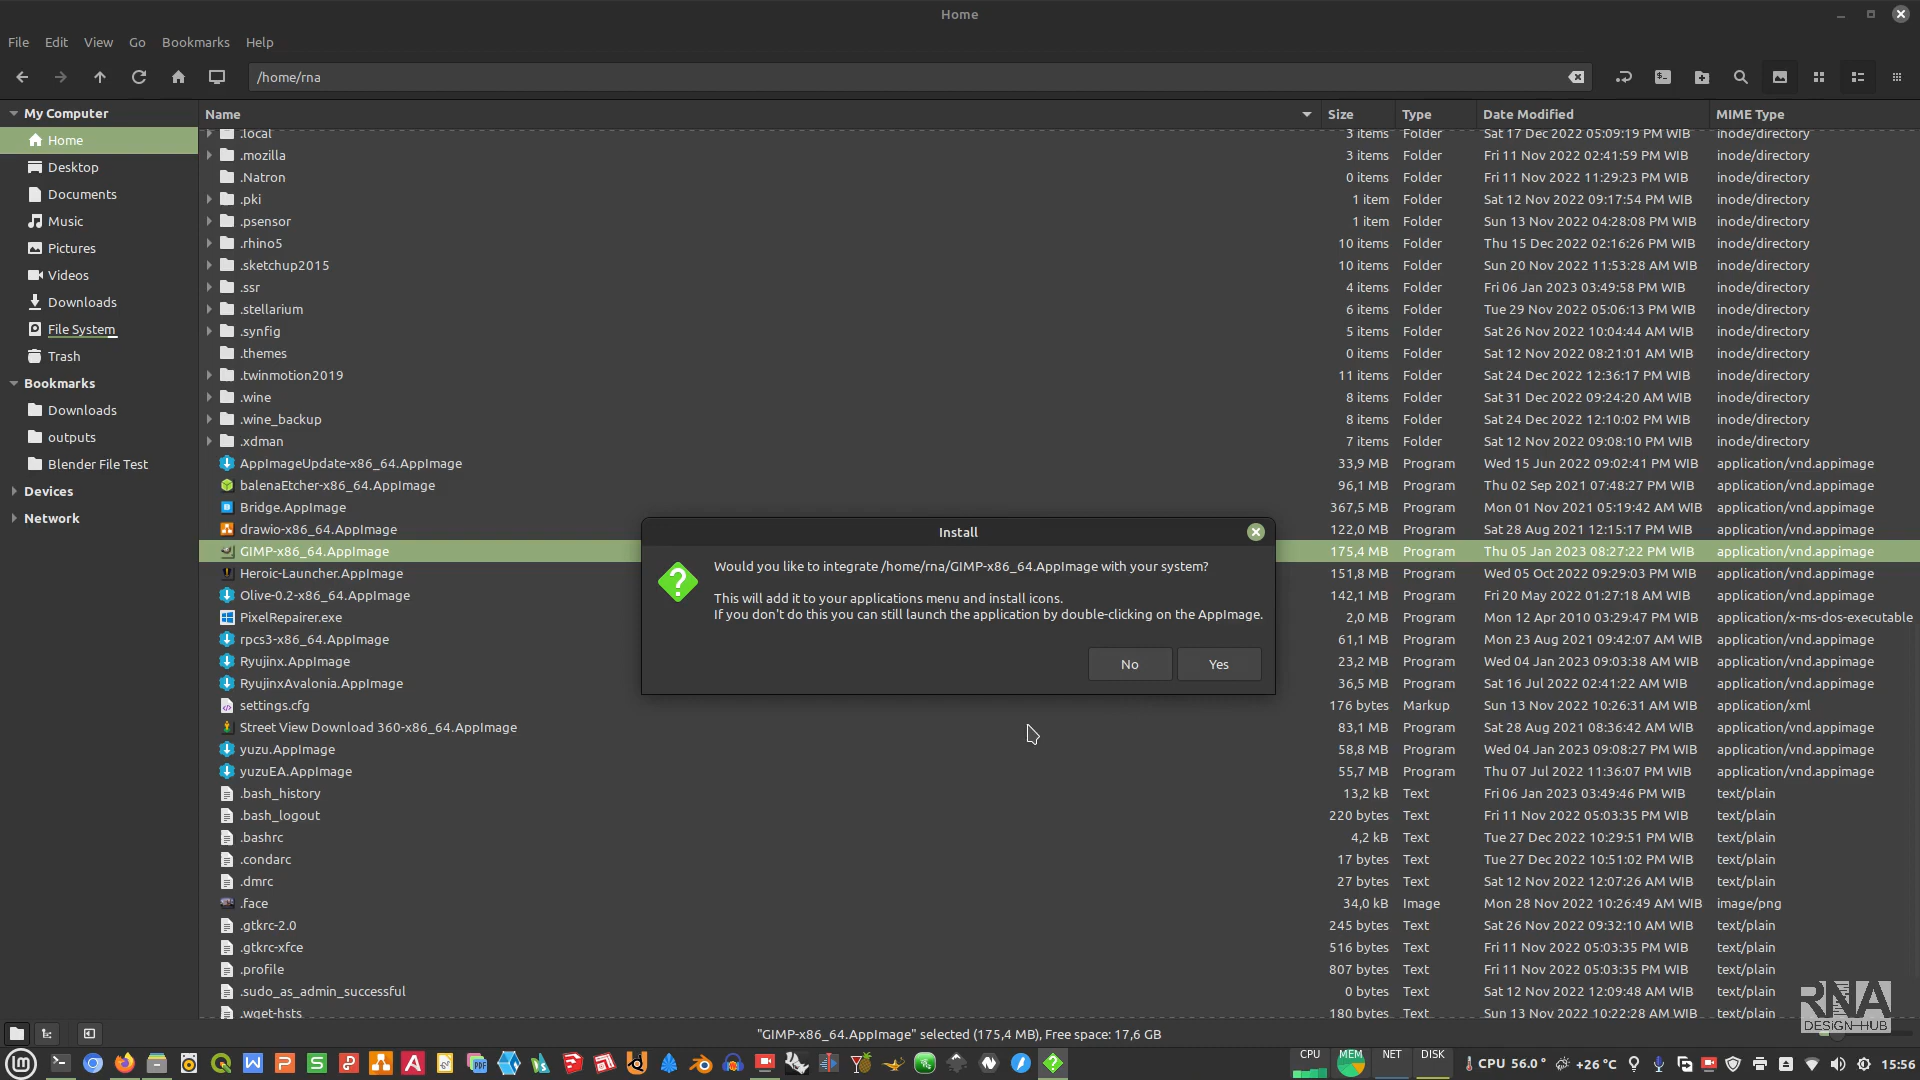 Home
File Edit View Go Bookmarks Help
/home/rna
My Computer
Home
Desktop
Documents
Music
Pictures
Videos
Downloads
File System
Trash
Bookmarks
Downloads
outputs
Blender File Test
Devices
Network
Name Size Type Date Modified MIME Type
.local 3 items Folder Sat 17 Dec 2022 05:09:19 PM WIB inode/directory
.mozilla 3 items Folder Fri 11 Nov 2022 02:41:59 PM WIB inode/directory
.Natron 0 items Folder Fri 11 Nov 2022 11:29:23 PM WIB inode/directory
.pki 1 item Folder Sat 12 Nov 2022 09:17:54 PM WIB inode/directory
.psensor 1 item Folder Sun 13 Nov 2022 04:28:08 PM WIB inode/directory
.rhino5 10 items Folder Thu 15 Dec 2022 02:16:26 PM WIB inode/directory
.sketchup2015 10 items Folder Sun 20 Nov 2022 11:53:28 AM WIB inode/directory
.ssr 4 items Folder Fri 06 Jan 2023 03:49:58 PM WIB inode/directory
.stellarium 6 items Folder Tue 29 Nov 2022 05:06:13 PM WIB inode/directory
.synfig 5 items Folder Sat 26 Nov 2022 10:04:44 AM WIB inode/directory
.themes 0 items Folder Sat 12 Nov 2022 08:21:01 AM WIB inode/directory
.twinmotion2019 11 items Folder Sat 24 Dec 2022 12:36:17 PM WIB inode/directory
.wine 8 items Folder Sat 31 Dec 2022 09:24:20 AM WIB inode/directory
.wine_backup 8 items Folder Sat 24 Dec 2022 12:10:02 PM WIB inode/directory
.xdman 7 items Folder Sat 12 Nov 2022 09:08:10 PM WIB inode/directory
AppImageUpdate-x86_64.AppImage 33,9 MB Program Wed 15 Jun 2022 09:02:41 PM WIB application/vnd.appimage
balenaEtcher-x86_64.AppImage 96,1 MB Program Thu 02 Sep 2021 07:48:27 PM WIB application/vnd.appimage
Bridge.AppImage 367,5 MB Program Mon 01 Nov 2021 05:19:42 AM WIB application/vnd.appimage
drawio-x86_64.AppImage 122,0 MB Program Sat 28 Aug 2021 12:15:17 PM WIB application/vnd.appimage
GIMP-x86_64.AppImage 175,4 MB Program Thu 05 Jan 2023 08:27:22 PM WIB application/vnd.appimage
Heroic-Launcher.AppImage 151,8 MB Program Wed 05 Oct 2022 09:29:03 PM WIB application/vnd.appimage
Olive-0.2-x86_64.AppImage 142,1 MB Program Fri 20 May 2022 01:27:18 AM WIB application/vnd.appimage
PixelRepairer.exe 2,0 MB Program Mon 12 Apr 2010 03:29:47 PM WIB application/x-ms-dos-executable
rpcs3-x86_64.AppImage 61,1 MB Program Mon 23 Aug 2021 09:42:07 AM WIB application/vnd.appimage
Ryujinx.AppImage 23,2 MB Program Wed 04 Jan 2023 09:03:38 AM WIB application/vnd.appimage
RyujinxAvalonia.AppImage 36,5 MB Program Sat 16 Jul 2022 02:41:22 AM WIB application/vnd.appimage
settings.cfg 176 bytes Markup Sun 13 Nov 2022 10:26:31 AM WIB application/xml
Street View Download 360-x86_64.AppImage 83,1 MB Program Sat 28 Aug 2021 08:36:42 AM WIB application/vnd.appimage
yuzu.AppImage 58,8 MB Program Wed 04 Jan 2023 09:08:27 PM WIB application/vnd.appimage
yuzuEA.AppImage 55,7 MB Program Thu 07 Jul 2022 11:36:07 PM WIB application/vnd.appimage
.bash_history 13,2 kB Text Fri 06 Jan 2023 03:49:46 PM WIB text/plain
.bash_logout 220 bytes Text Fri 11 Nov 2022 05:03:35 PM WIB text/plain
.bashrc 4,2 kB Text Tue 27 Dec 2022 10:29:51 PM WIB text/plain
.condarc 17 bytes Text Tue 27 Dec 2022 10:51:02 PM WIB text/plain
.dmrc 27 bytes Text Sat 12 Nov 2022 12:07:26 AM WIB text/plain
.face 34,0 kB Image Mon 28 Nov 2022 10:26:49 AM WIB image/png
.gtkrc-2.0 245 bytes Text Sat 26 Nov 2022 09:32:10 AM WIB text/plain
.gtkrc-xfce 516 bytes Text Fri 11 Nov 2022 05:03:35 PM WIB text/plain
.profile 807 bytes Text Fri 11 Nov 2022 05:03:35 PM WIB text/plain
.sudo_as_admin_successful 0 bytes Text Sat 12 Nov 2022 12:09:48 AM WIB text/plain
.wget-hsts 180 bytes Text Sun 13 Nov 2022 10:22:28 AM WIB text/plain
Install
Would you like to integrate /home/rna/GIMP-x86_64.AppImage with your system?
This will add it to your applications menu and install icons.
If you don't do this you can still launch the application by double-clicking on the AppImage.
No Yes
RNA
DESIGN-HUB
"GIMP-x86_64.AppImage" selected (175,4 MB), Free space: 17,6 GB
CPU MEM NET DISK CPU 56.0° +26 °C 15:56